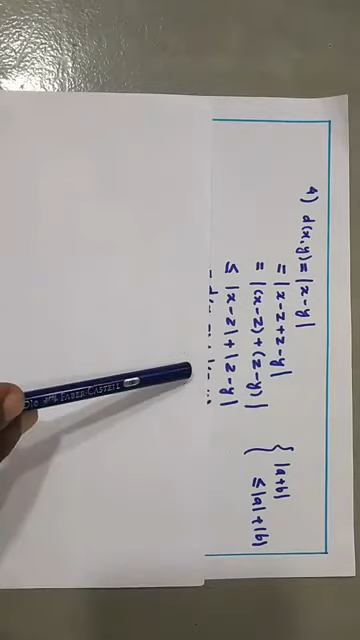 4) d(x,y) = |x-y|
= |x-z+z-y|
= |(x-z)+(z-y)|
≤ |x-z|+|z-y|
{ |a+b|
≤|a|+|b|
FABER-CASTELL